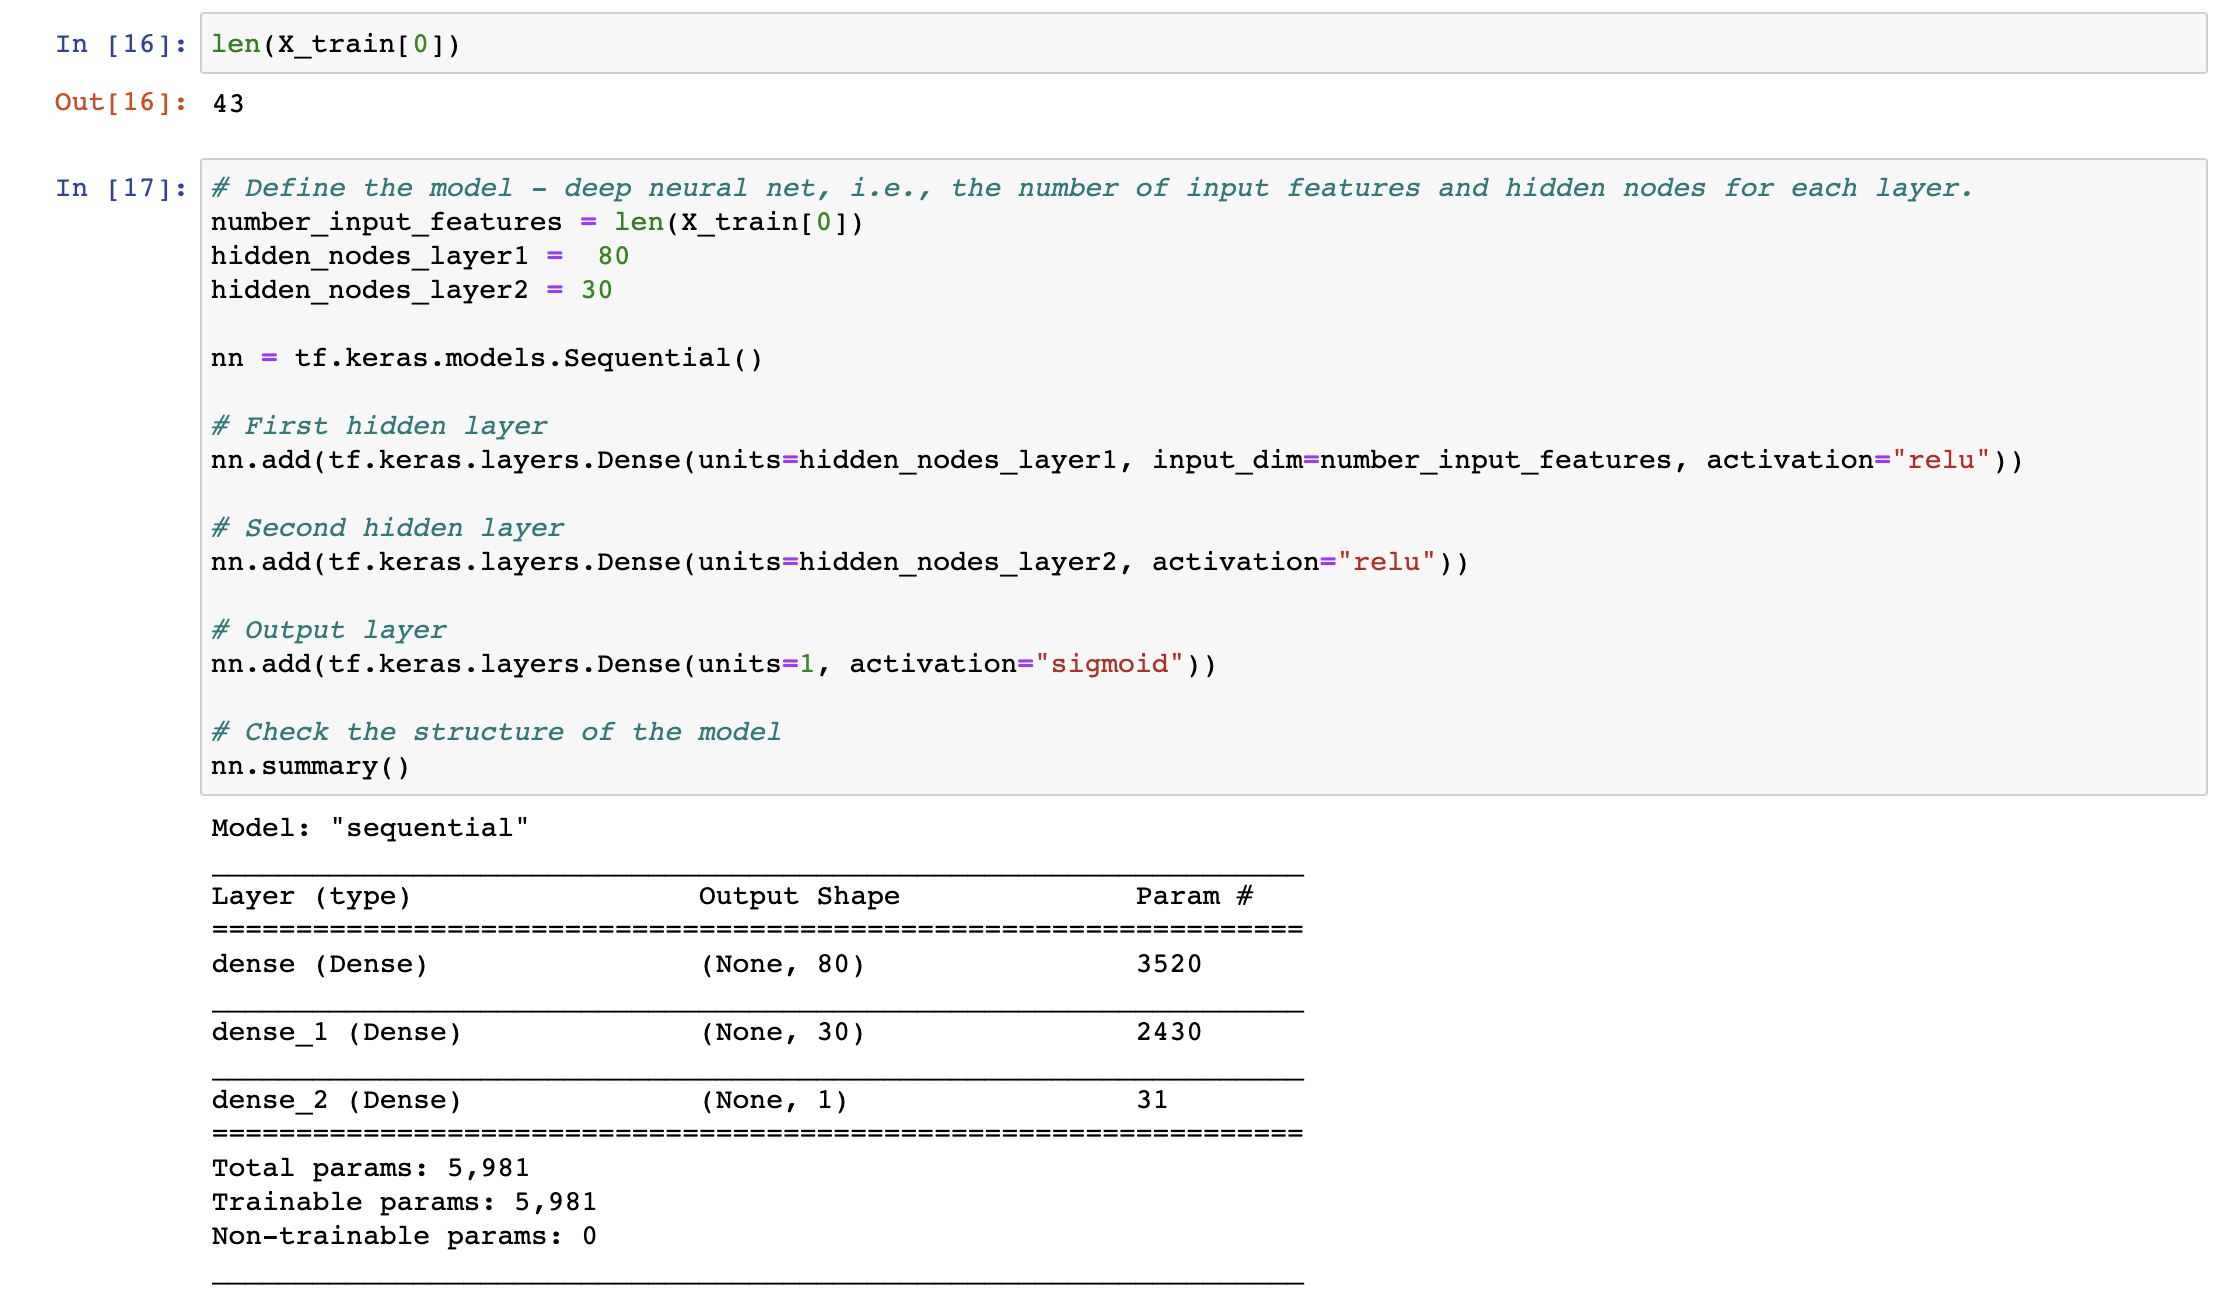 In [16]: len(X_train[0])
Out[16]: 43
In [17]: # Define the model - deep neural net, i.e., the number of input features and hidden nodes for each layer.
number_input_features = len(X_train[0])
hidden_nodes_layer1 =  80
hidden_nodes_layer2 = 30
nn = tf.keras.models.Sequential()
# First hidden layer
nn.add(tf.keras.layers.Dense(units=hidden_nodes_layer1, input_dim=number_input_features, activation="relu"))
# Second hidden layer
nn.add(tf.keras.layers.Dense(units=hidden_nodes_layer2, activation="relu"))
# Output layer
nn.add(tf.keras.layers.Dense(units=1, activation="sigmoid"))
# Check the structure of the model
nn.summary()
Model: "sequential"
_________________________________________________________________
Layer (type)                 Output Shape              Param #
=================================================================
dense (Dense)                (None, 80)                3520
_________________________________________________________________
dense_1 (Dense)              (None, 30)                2430
_________________________________________________________________
dense_2 (Dense)              (None, 1)                 31
=================================================================
Total params: 5,981
Trainable params: 5,981
Non-trainable params: 0
_________________________________________________________________